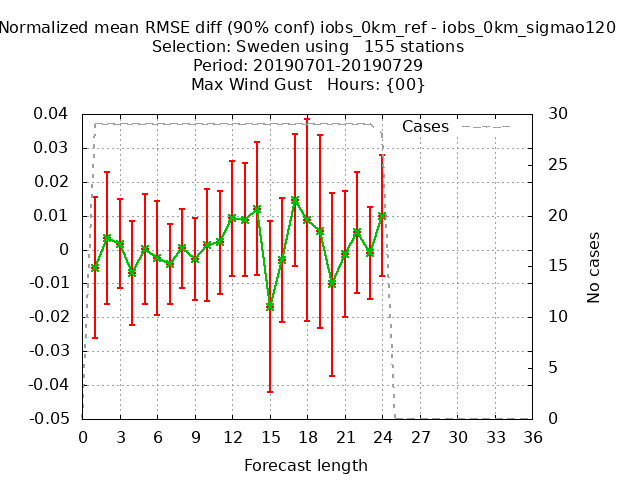 Normalized mean RMSE diff (90% conf) iobs_0km_ref - iobs_0km_sigmao120
Selection: Sweden using 155 stations
Period: 20190701-20190729
Max Wind Gust Hours: {00}
Cases
0.04
0.03
0.02
0.01
0
-0.01
-0.02
-0.03
-0.04
-0.05
30
25
20
15
10
5
0
No cases
0 3 6 9 12 15 18 21 24 27 30 33 36
Forecast length